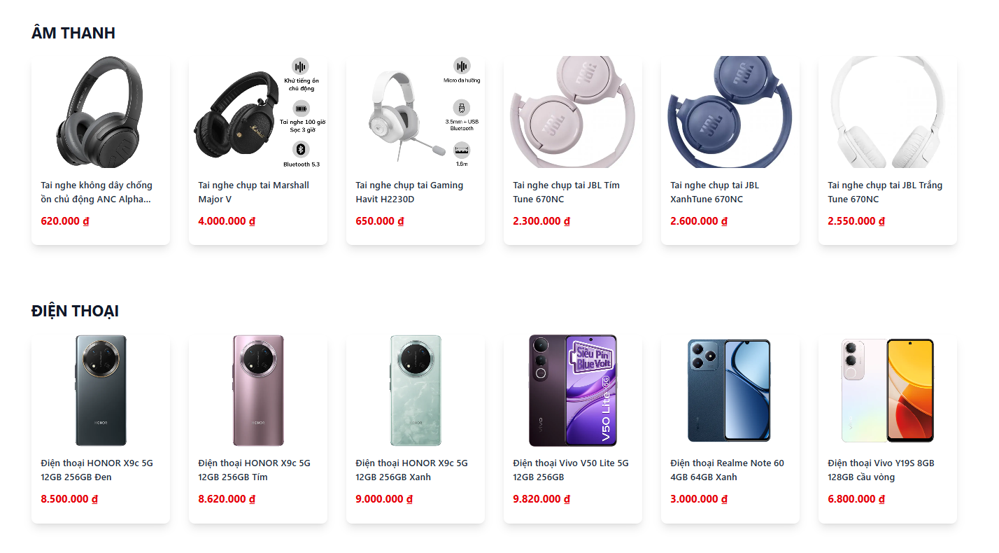 ÂM THANH
Khử tiếng ồn
chủ động
Tai nghe 100 giờ
Sạc 3 giờ
Bluetooth 5.3
Marshall
Micro đa hướng
3.5mm + USB
Bluetooth
1.8m
JBL
JBL
JBL
JBL
Tai nghe không dây chống
ồn chủ động ANC Alpha...
620.000 ₫
Tai nghe chụp tai Marshall
Major V
4.000.000 ₫
Tai nghe chụp tai Gaming
Havit H2230D
650.000 ₫
Tai nghe chụp tai JBL Tím
Tune 670NC
2.300.000 ₫
Tai nghe chụp tai JBL
XanhTune 670NC
2.600.000 ₫
Tai nghe chụp tai JBL Trắng
Tune 670NC
2.550.000 ₫
ĐIỆN THOẠI
HONOR
HONOR
HONOR
vivo
Siêu Pin
BlueVolt
V50 Lite 5G
Điện thoại HONOR X9c 5G
12GB 256GB Đen
8.500.000 ₫
Điện thoại HONOR X9c 5G
12GB 256GB Tím
8.620.000 ₫
Điện thoại HONOR X9c 5G
12GB 256GB Xanh
9.000.000 ₫
Điện thoại Vivo V50 Lite 5G
12GB 256GB
9.820.000 ₫
Điện thoại Realme Note 60
4GB 64GB Xanh
3.000.000 ₫
Điện thoại Vivo Y19S 8GB
128GB cầu vòng
6.800.000 ₫